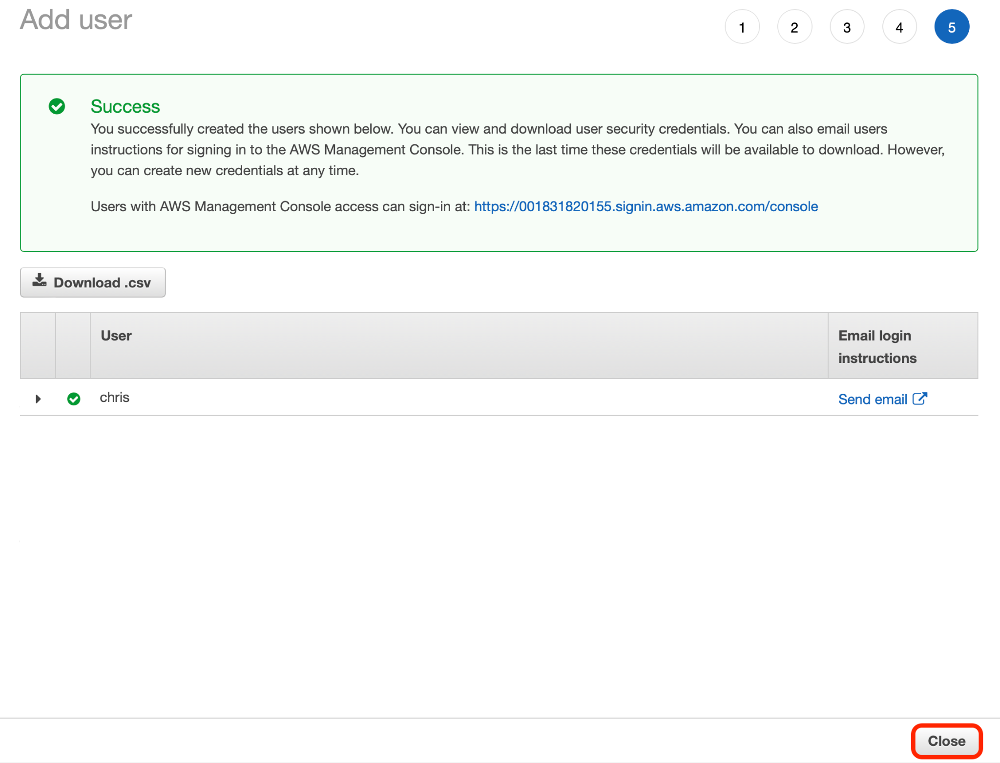 Add user
1 2 3 4 5
Success
You successfully created the users shown below. You can view and download user security credentials. You can also email users
instructions for signing in to the AWS Management Console. This is the last time these credentials will be available to download. However,
you can create new credentials at any time.
Users with AWS Management Console access can sign-in at: https://001831820155.signin.aws.amazon.com/console
Download .csv
User
Email login
instructions
chris
Send email
Close